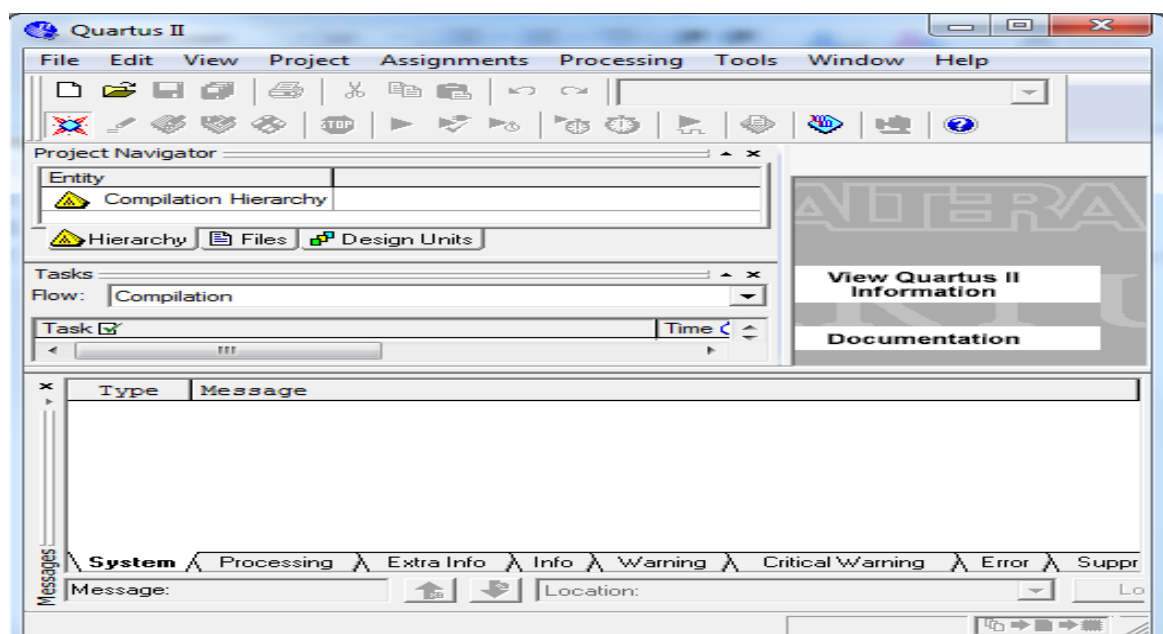 Quartus II
File Edit View Project Assignments Processing Tools Window Help
STOP
Project Navigator
Entity
Compilation Hierarchy
Hierarchy Files Design Units
Tasks
Flow: Compilation
Task Time
ALTERA
View Quartus II
Information
Documentation
Type Message
System Processing Extra Info Info Warning Critical Warning Error Suppr
Messages
Message: Location: Lo